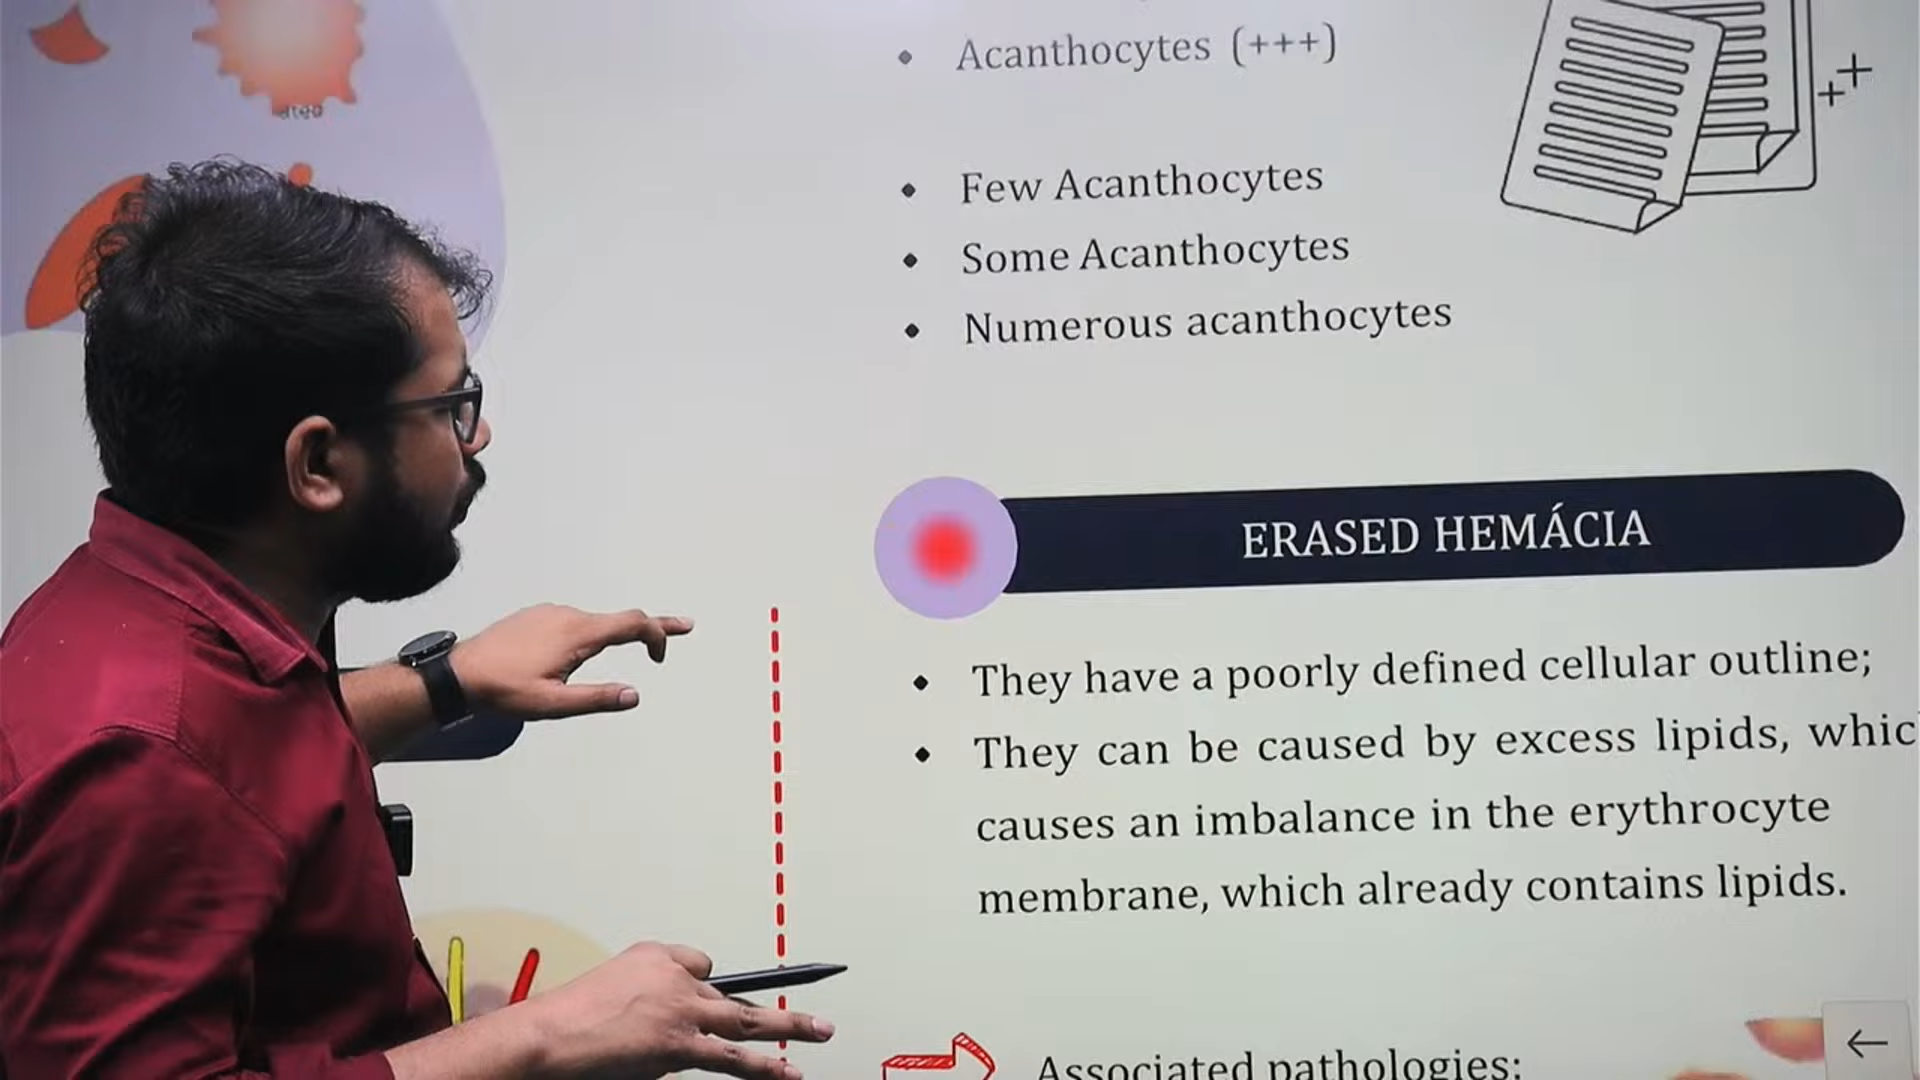 Acanthocytes (+++)
Few Acanthocytes
Some Acanthocytes
Numerous acanthocytes
ERASED HEMÁCIA
They have a poorly defined cellular outline;
They can be caused by excess lipids, whic
causes an imbalance in the erythrocyte
membrane, which already contains lipids.
Associated pathologies: